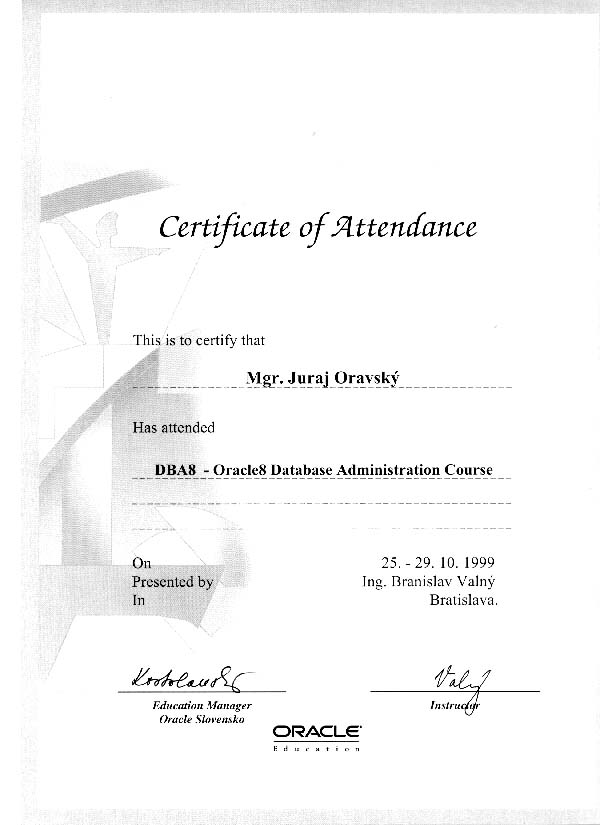 Certificate of Attendance
This is to certify that
Mgr. Juraj Oravský
Has attended
DBA8 - Oracle8 Database Administration Course
On 25. - 29. 10. 1999
Presented by Ing. Branislav Valný
In Bratislava.
Education Manager Instructor
Oracle Slovensko
ORACLE
Education